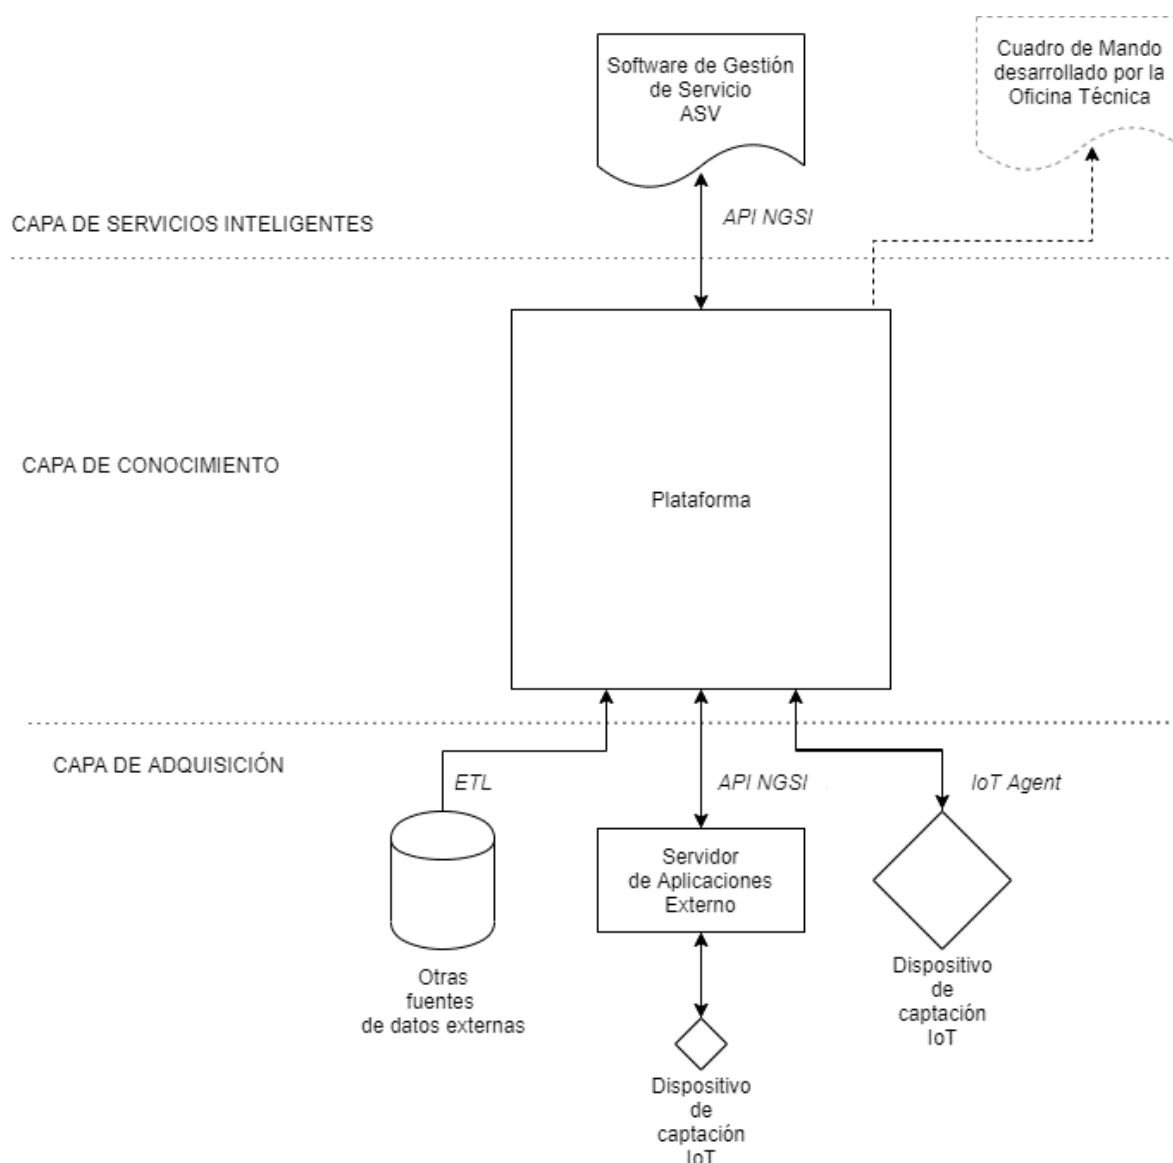 Software de Gestión
de Servicio
ASV
Cuadro de Mando
desarrollado por la
Oficina Técnica
CAPA DE SERVICIOS INTELIGENTES
API NGSI
CAPA DE CONOCIMIENTO
Plataforma
CAPA DE ADQUISICIÓN
ETL
API NGSI
IoT Agent
Servidor
de Aplicaciones
Externo
Otras
fuentes
de datos externas
Dispositivo
de
captación
IoT
Dispositivo
de
captación
IoT